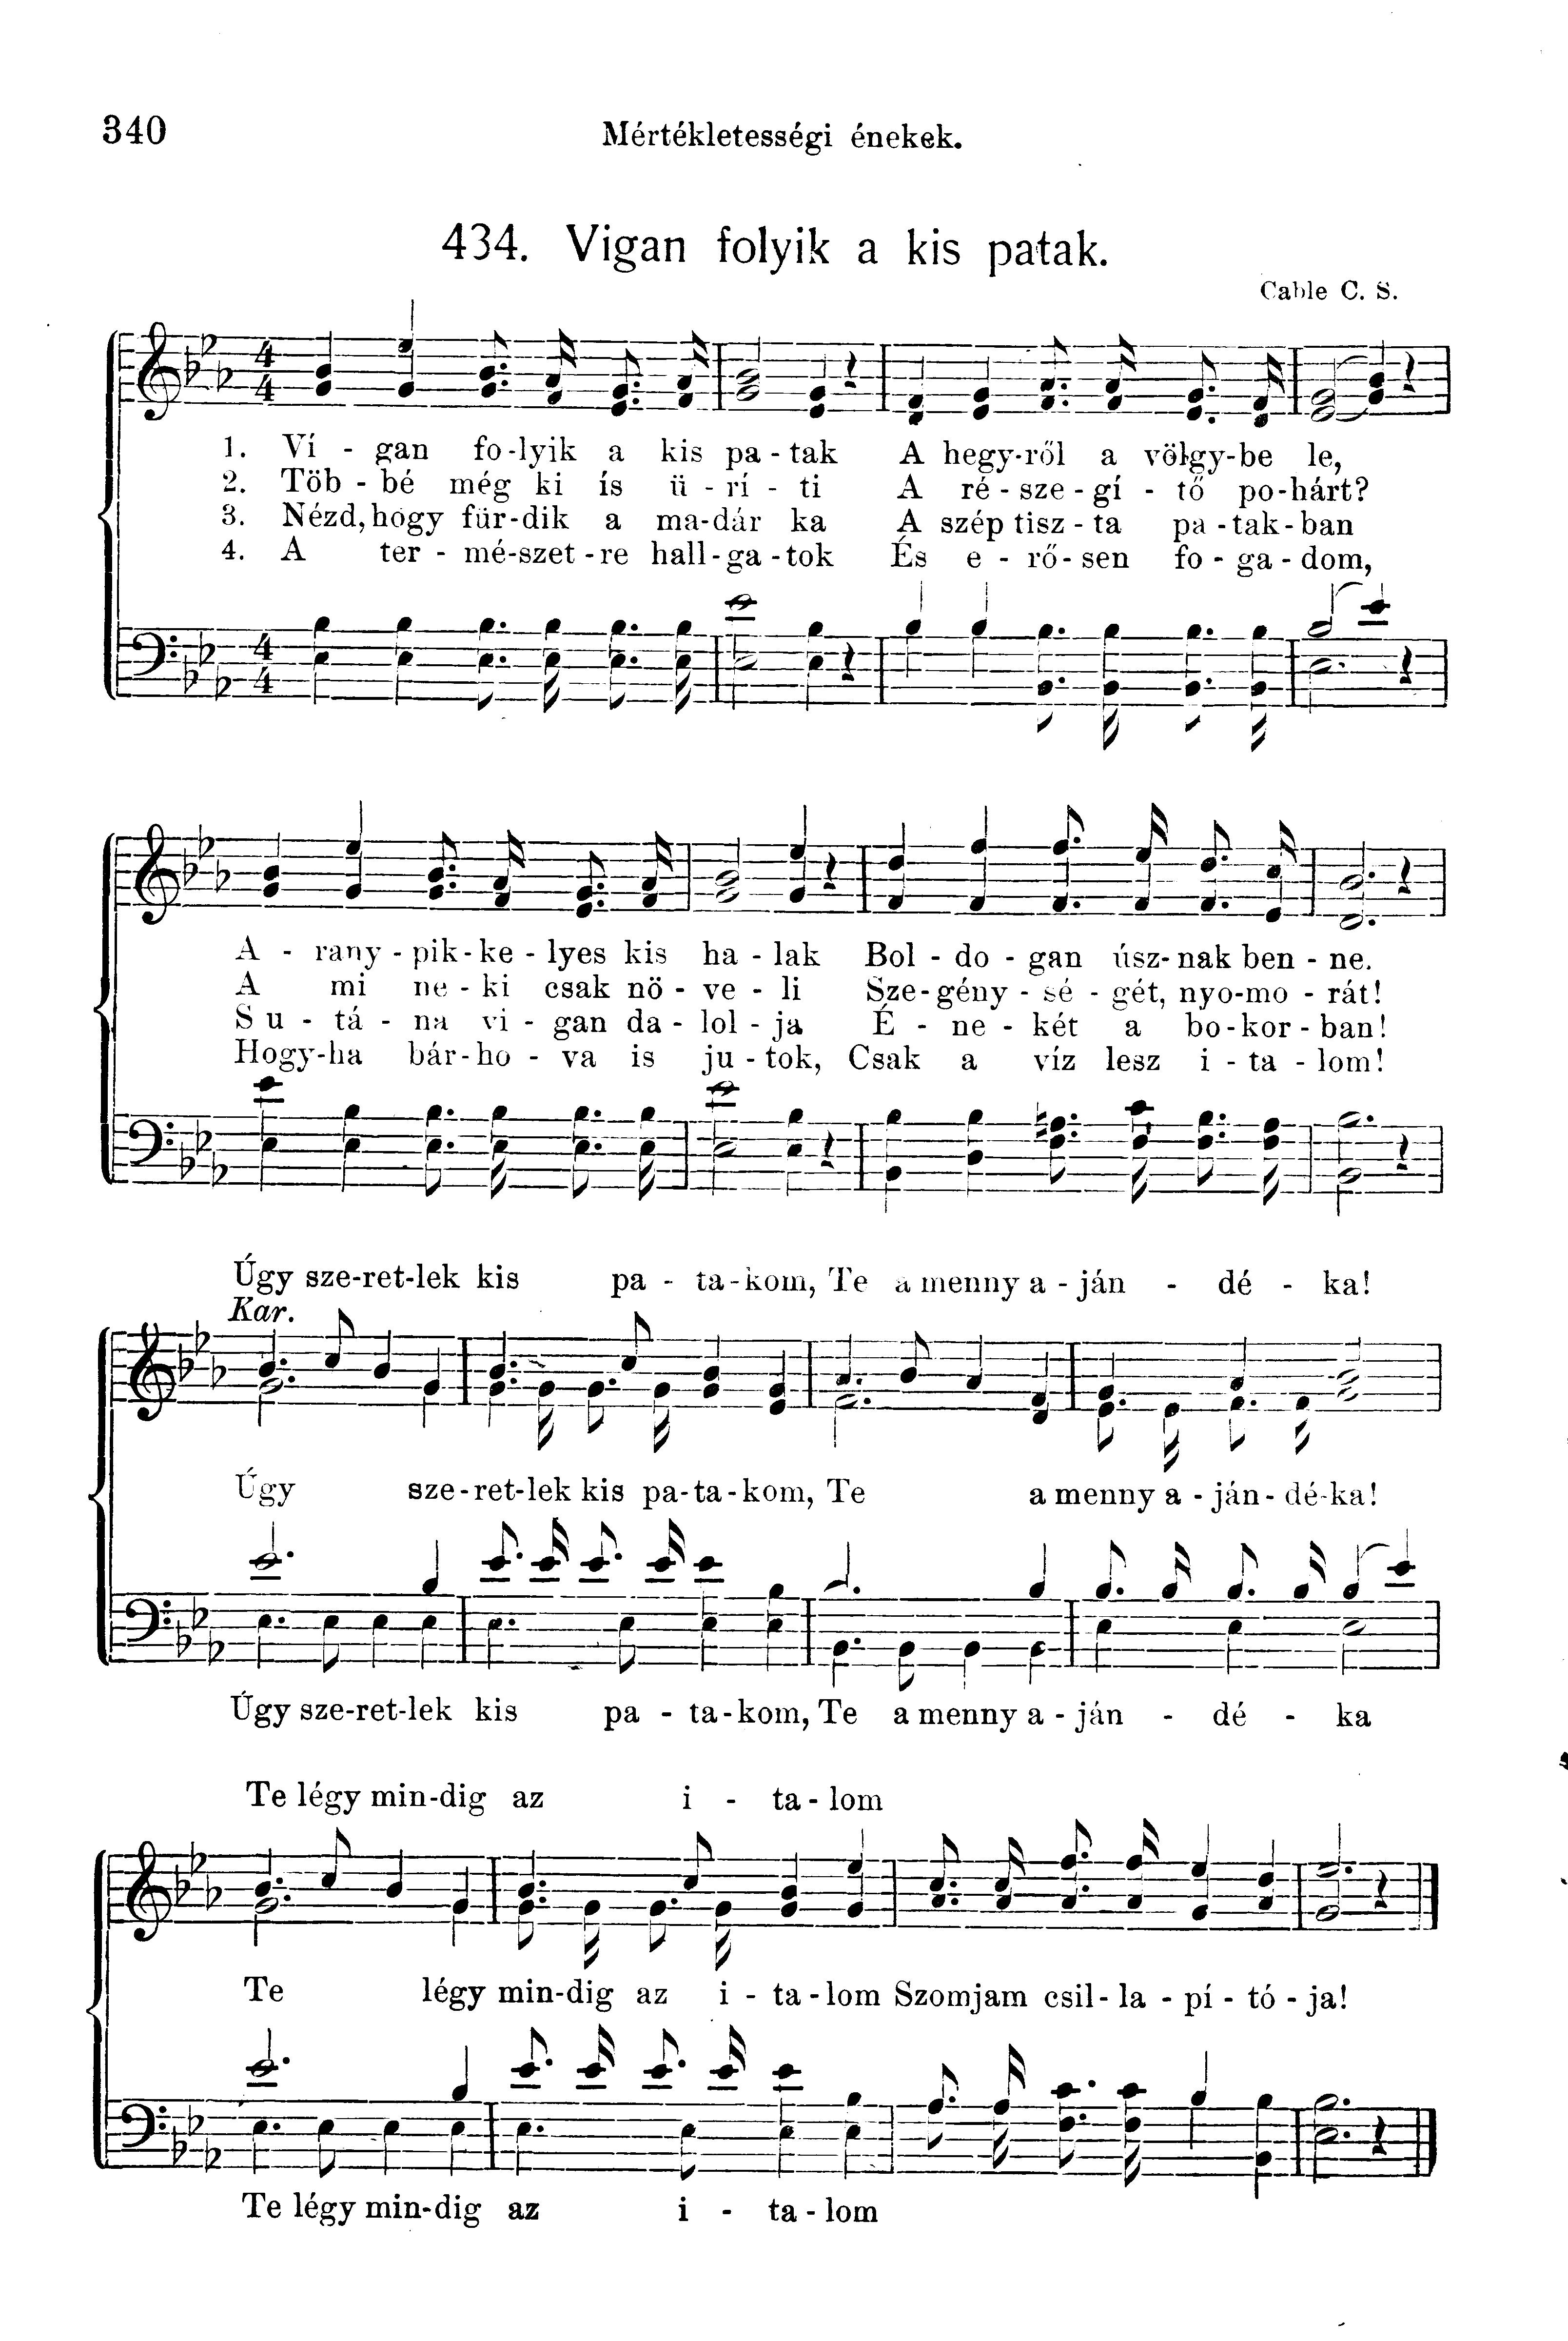 340
Mértékletességi énekek.
434. Vigan folyik a kis patak.
Cable C. S.
1. Ví - gan fo-lyik a kis pa - tak A hegy-ről a völgy-be le,
2. Töb - bé még ki ís ü - rí - ti A ré - sze - gí - tő po-hárt?
3. Nézd, hogy für-dik a ma-dár ka A szép tisz - ta pa - tak - ban
4. A ter - mé-szet-re hall-ga-tok És e - rő-sen fo - ga - dom,
A - rany - pik-ke-lyes kis ha - lak Bol - do - gan úsz-nak ben - ne.
A mi ne - ki csak nö - ve - li Sze-gény - sé - gét, nyo-mo - rát!
Su - tá - na vi - gan da - lol - ja É - ne - két a bo-kor-ban!
Hogy-ha bár-ho - va is ju - tok, Csak a víz lesz i - ta - lom!
Úgy sze-ret-lek kis pa - ta-kom, Te a menny a - ján - dé - ka!
Kar.
Úgy sze-ret-lek kis pa-ta-kom, Te a menny a - ján - dé-ka!
Úgy sze-ret-lek kis pa - ta-kom, Te a menny a - ján - dé - ka
Te légy min-dig az i - ta - lom
Te légy min-dig az i - ta - lom Szomjam csil - la - pí - tó - ja!
Te légy min-dig az i - ta - lom